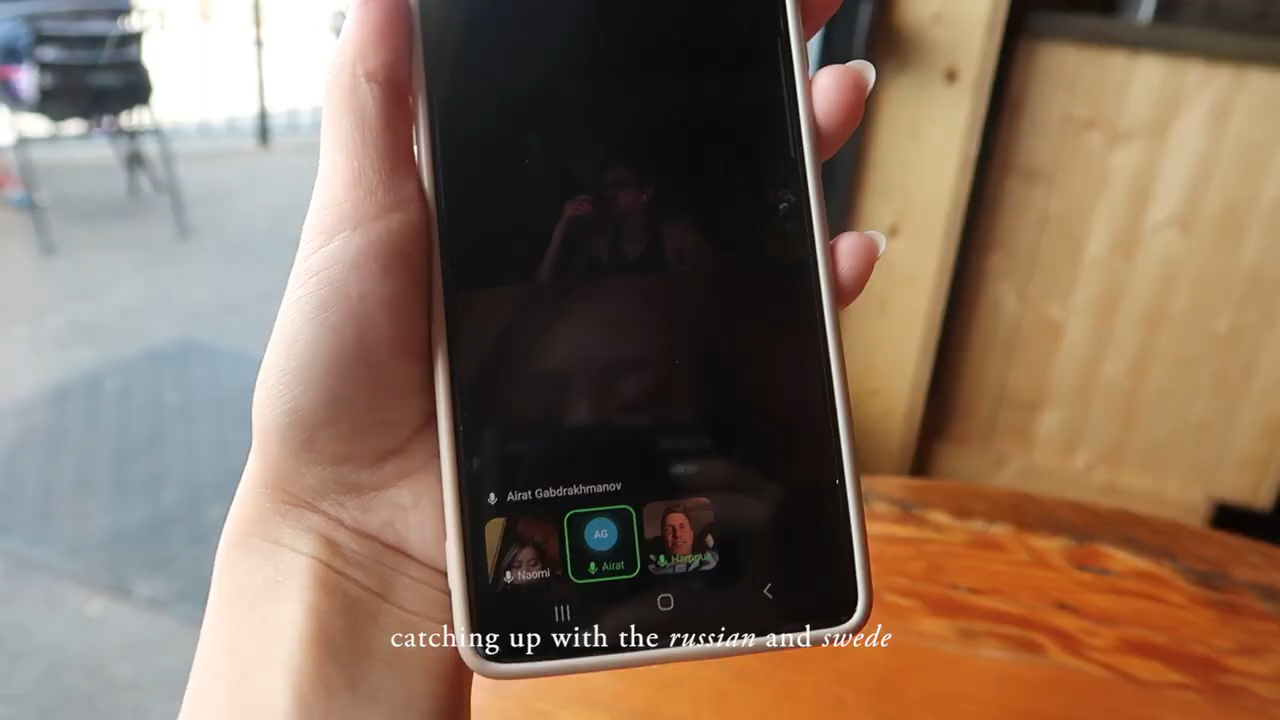 Airat Gabdrakhmanov
AG
Naomi
Airat
catching up with the russian and swede